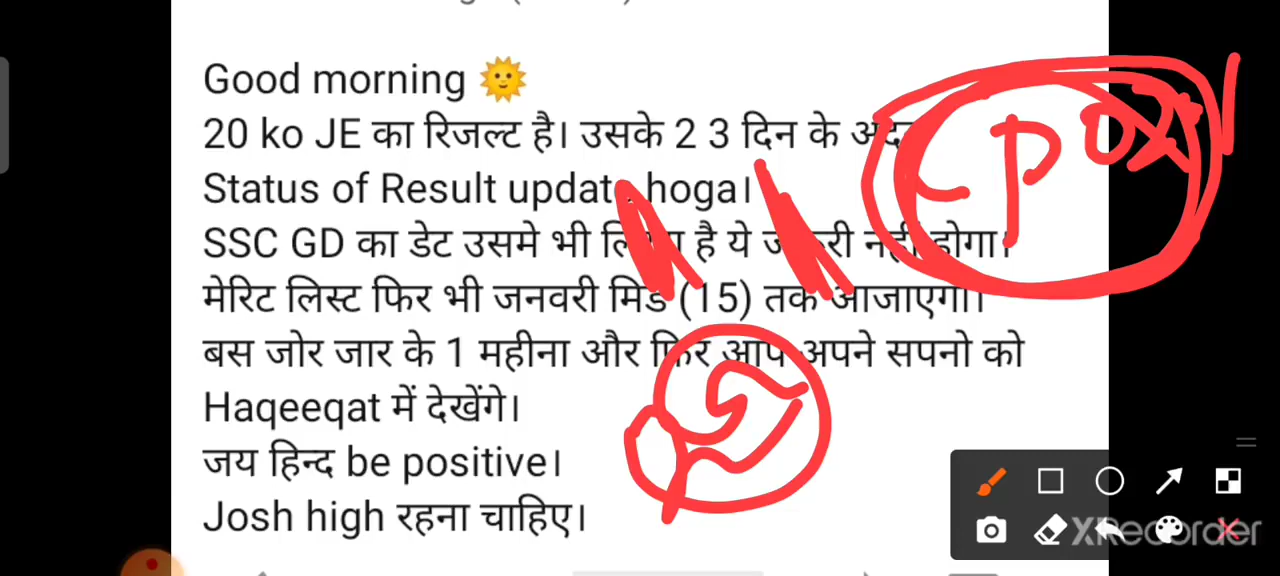 Good morning 🌞
20 ko JE का रिजल्ट है। उसके 2 3 दिन के
Status of Result update hoga।
SSC GD का डेट उसमे भी है ये नही होगा।
मेरिट लिस्ट फिर भी जनवरी मिड (15) तक आजाएगा।
बस जोर जार के 1 महीना और फिर आप अपने सपनो को
Haqeeqat में देखेंगे।
जय हिन्द be positive।
Josh high रहना चाहिए।
XRecorder